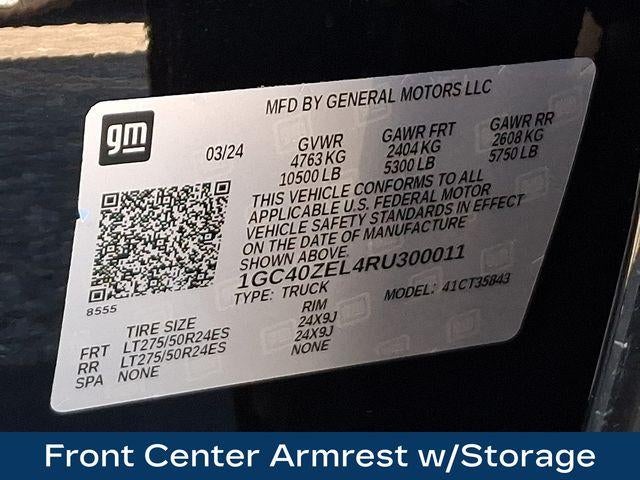 MFD BY GENERAL MOTORS LLC
gm
03/24
GVWR
4763 KG
10500 LB
GAWR FRT
2404 KG
5300 LB
GAWR RR
2608 KG
5750 LB
THIS VEHICLE CONFORMS TO ALL
APPLICABLE U.S. FEDERAL MOTOR
VEHICLE SAFETY STANDARDS IN EFFECT
ON THE DATE OF MANUFACTURE
SHOWN ABOVE.
1GC40ZEL4RU300011
TYPE: TRUCK MODEL: 41CT35843
8555
TIRE SIZE RIM
FRT LT275/50R24ES 24X9J
RR LT275/50R24ES 24X9J
SPA NONE NONE
Front Center Armrest w/Storage